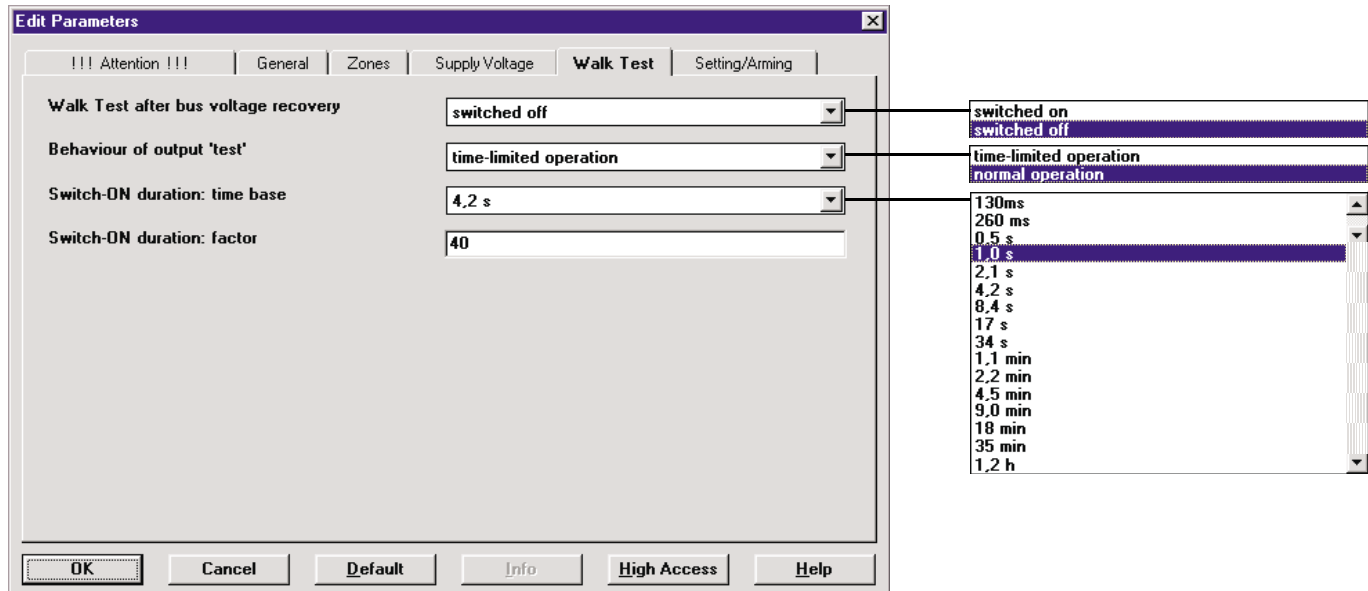 Edit Parameters
!!! Attention !!!
General
Zones
Supply Voltage
Walk Test
Setting/Arming
Walk Test after bus voltage recovery
switched off
Behaviour of output 'test'
time-limited operation
Switch-ON duration: time base
4,2 s
Switch-ON duration: factor
40
OK
Cancel
Default
Info
High Access
Help
switched on
switched off
time-limited operation
normal operation
130ms
260 ms
0,5 s
1,0 s
2,1 s
4,2 s
8,4 s
17 s
34 s
1,1 min
2,2 min
4,5 min
9,0 min
18 min
35 min
1,2 h